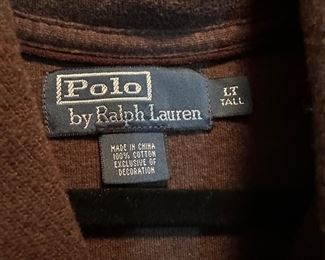 Polo
by Ralph Lauren
LT
TALL
MADE IN CHINA
100% COTTON
EXCLUSIVE OF
DECORATION